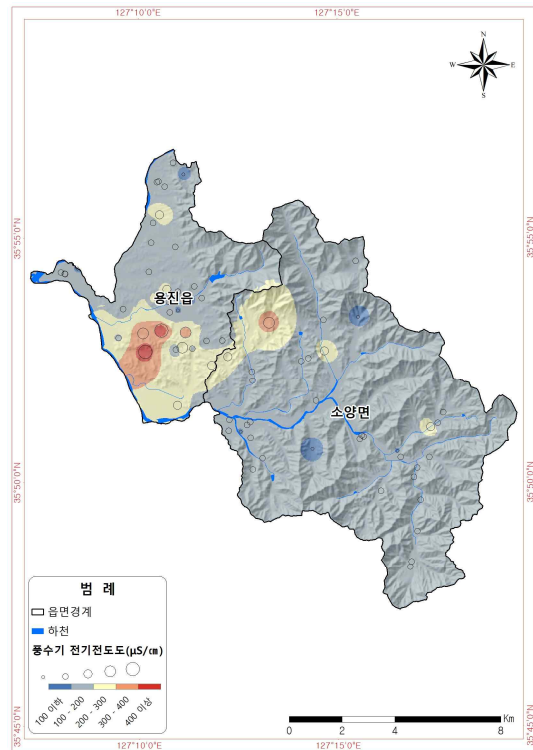 127°10'0"E 127°15'0"E
N
W E
S
35°55'0"N 35°55'0"N
용진읍
소양면
35°50'0"N 35°50'0"N
범 례
읍면경계
하천
풍수기 전기전도도(μS/㎝)
100 이하 100 - 200 200 - 300 300 - 400 400 이상
Km
0 2 4 8
35°45'0"N 35°45'0"N
127°10'0"E 127°15'0"E